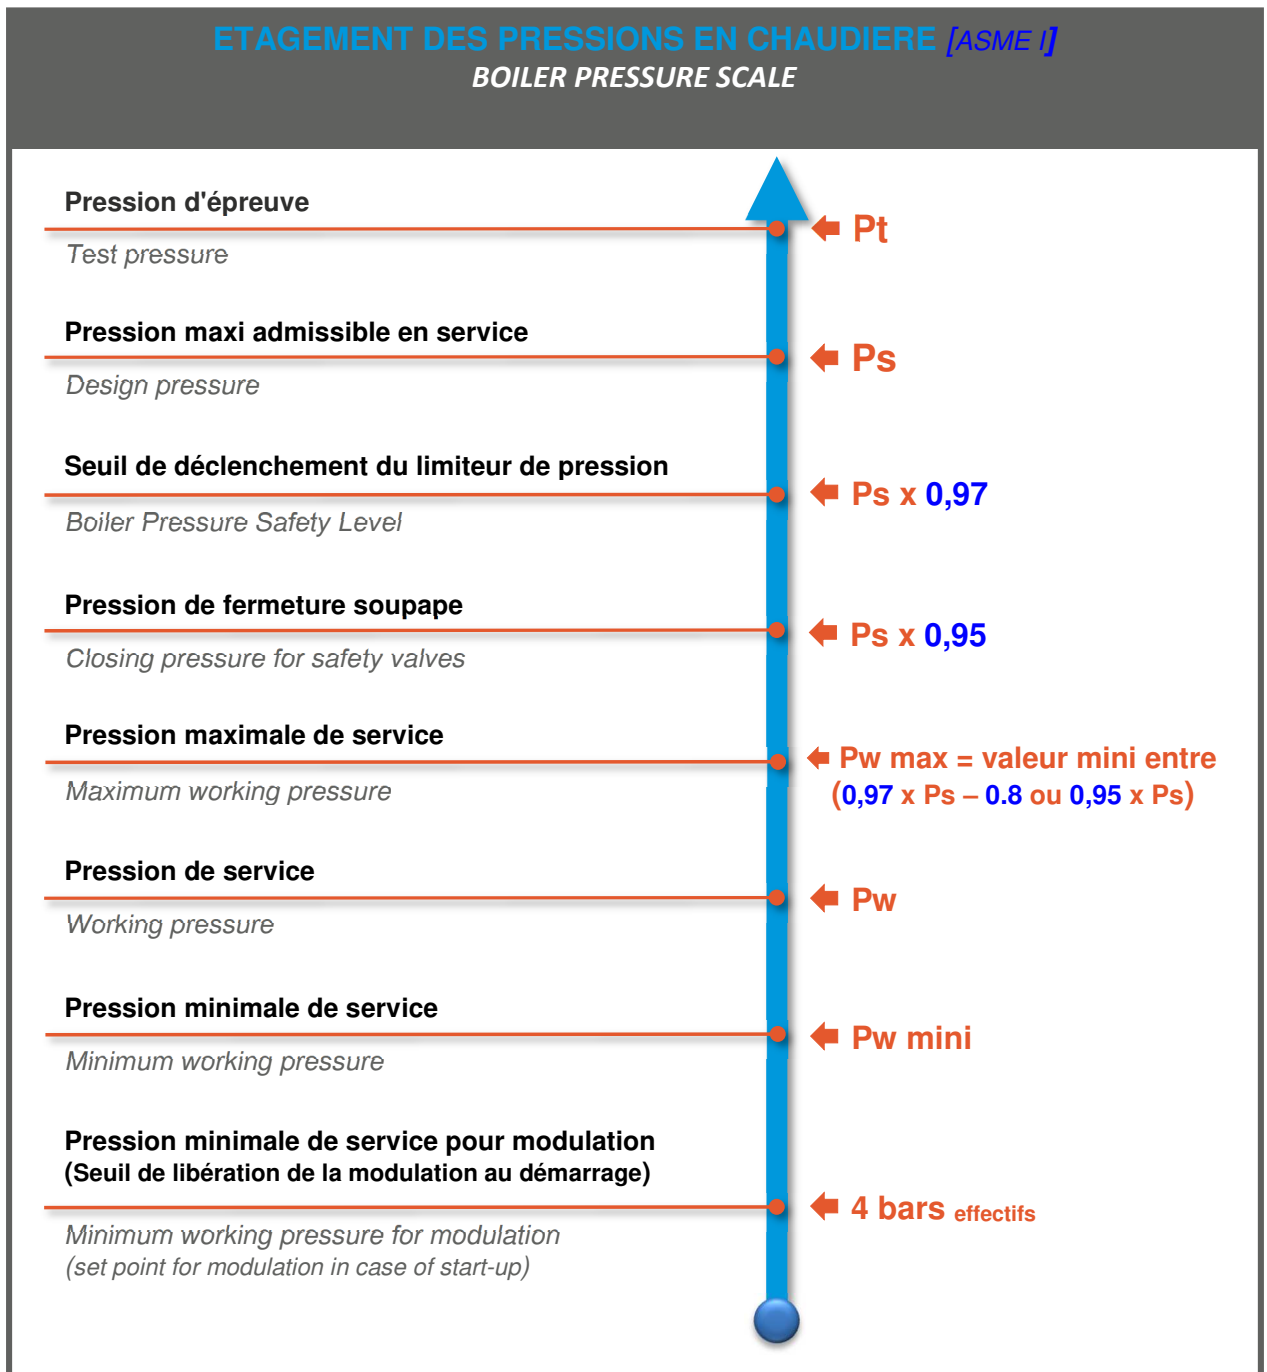 ETAGEMENT DES PRESSIONS EN CHAUDIERE [ASME I]
BOILER PRESSURE SCALE
Pression d'épreuve
Pt
Test pressure
Pression maxi admissible en service
Ps
Design pressure
Seuil de déclenchement du limiteur de pression
Ps x 0,97
Boiler Pressure Safety Level
Pression de fermeture soupape
Ps x 0,95
Closing pressure for safety valves
Pression maximale de service
Pw max = valeur mini entre
(0,97 x Ps – 0.8 ou 0,95 x Ps)
Maximum working pressure
Pression de service
Pw
Working pressure
Pression minimale de service
Pw mini
Minimum working pressure
Pression minimale de service pour modulation
(Seuil de libération de la modulation au démarrage)
4 bars effectifs
Minimum working pressure for modulation
(set point for modulation in case of start-up)